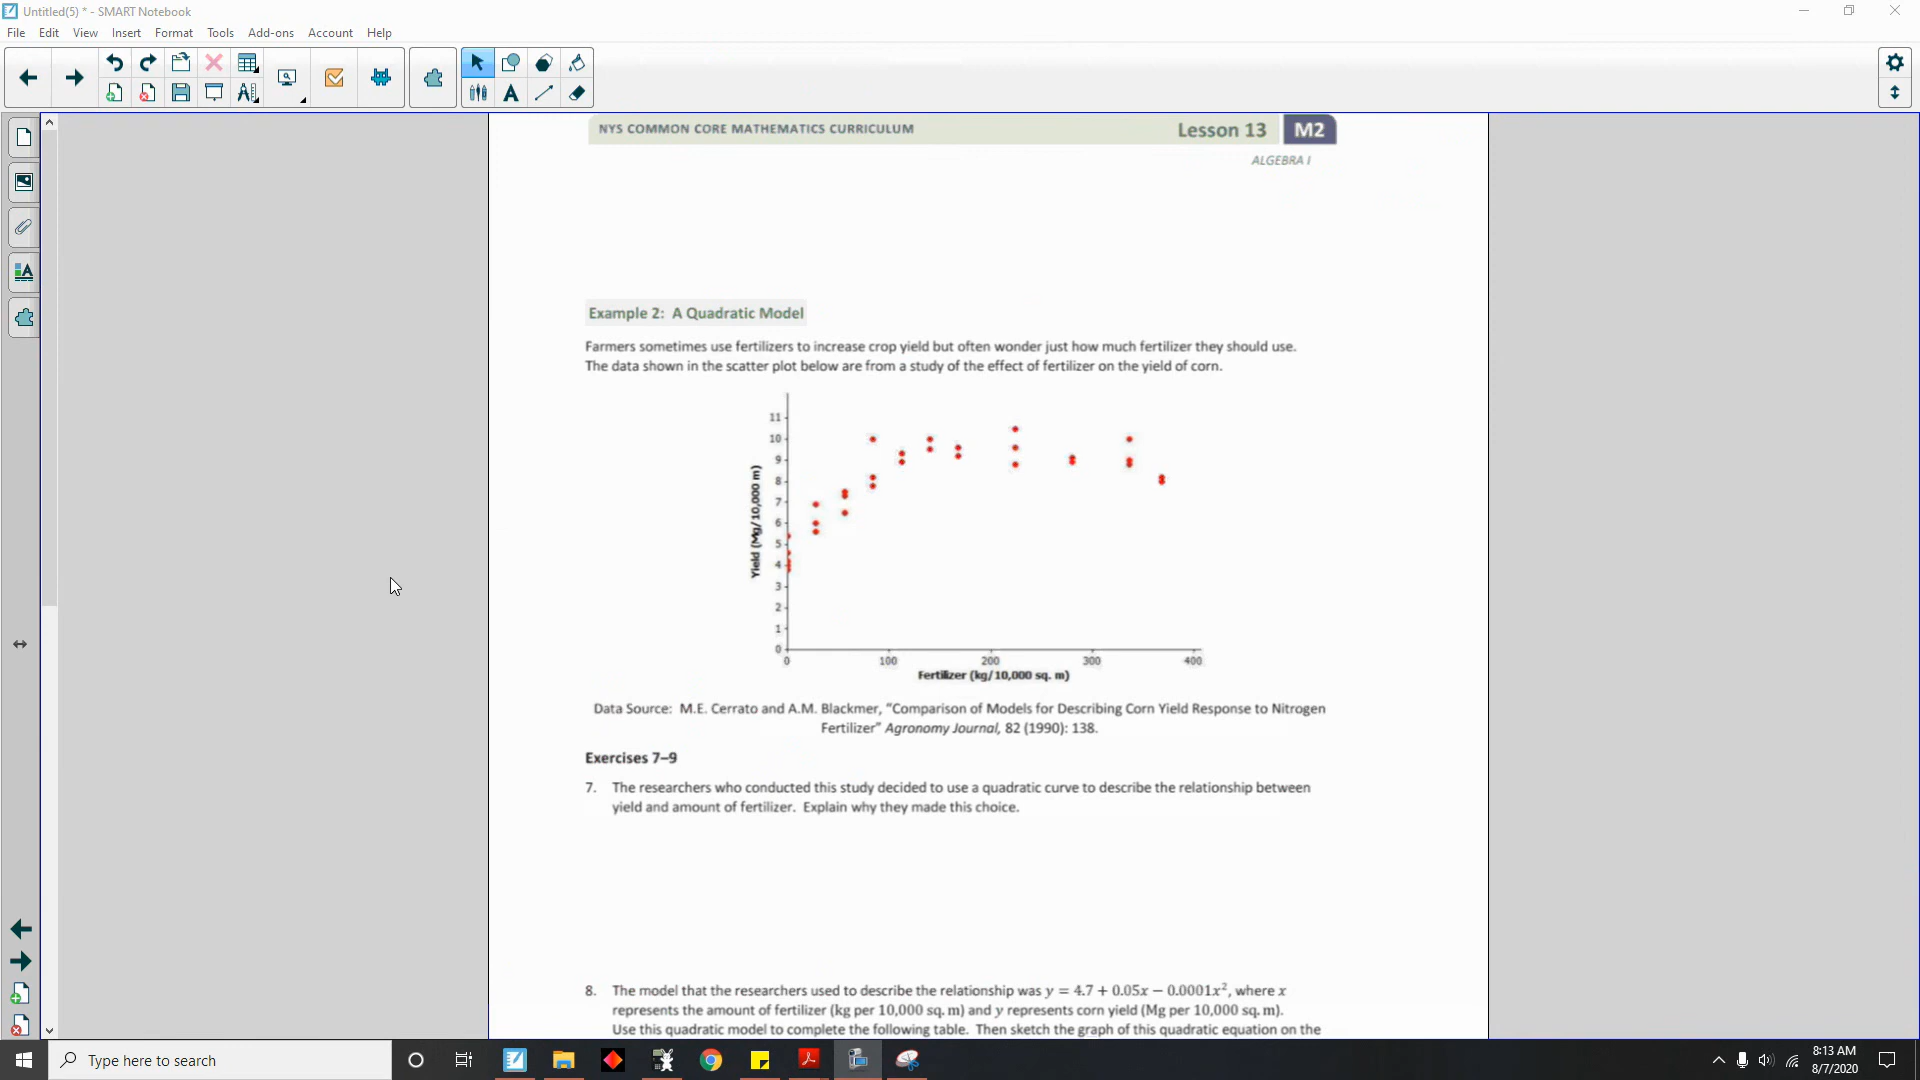 Untitled(5) * - SMART Notebook
File Edit View Insert Format Tools Add-ons Account Help
NYS COMMON CORE MATHEMATICS CURRICULUM Lesson 13 M2
ALGEBRA I
Example 2: A Quadratic Model
Farmers sometimes use fertilizers to increase crop yield but often wonder just how much fertilizer they should use.
The data shown in the scatter plot below are from a study of the effect of fertilizer on the yield of corn.
11
10
9
8
7
6
5
4
3
2
1
0
Yield (Mg/10,000 m)
0 100 200 300 400
Fertilizer (kg/10,000 sq. m)
Data Source: M.E. Cerrato and A.M. Blackmer, "Comparison of Models for Describing Corn Yield Response to Nitrogen
Fertilizer" Agronomy Journal, 82 (1990): 138.
Exercises 7–9
7. The researchers who conducted this study decided to use a quadratic curve to describe the relationship between
yield and amount of fertilizer. Explain why they made this choice.
8. The model that the researchers used to describe the relationship was y = 4.7 + 0.05x − 0.0001x², where x
represents the amount of fertilizer (kg per 10,000 sq. m) and y represents corn yield (Mg per 10,000 sq. m).
Use this quadratic model to complete the following table. Then sketch the graph of this quadratic equation on the
Type here to search
8:13 AM
8/7/2020